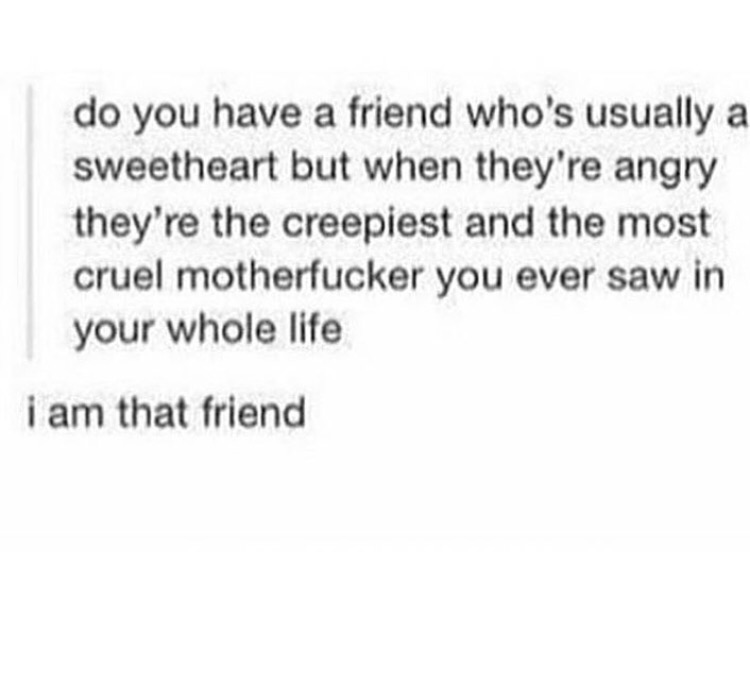 do you have a friend who's usually a
sweetheart but when they're angry
they're the creepiest and the most
cruel motherfucker you ever saw in
your whole life
i am that friend